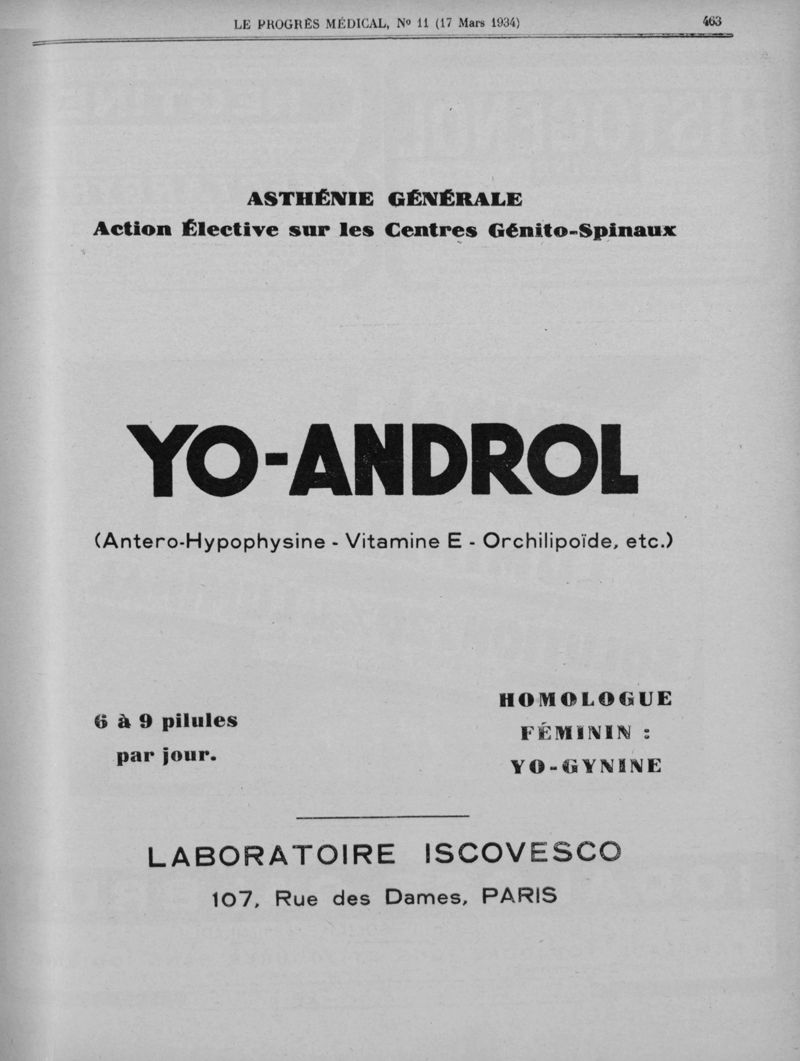 LE PROGRÈS MÉDICAL, Nº 11 (17 Mars 1934) 463
ASTHÉNIE GÉNÉRALE
Action Élective sur les Centres Génito-Spinaux
YO-ANDROL
(Antero-Hypophysine - Vitamine E - Orchilipoïde, etc.)
6 à 9 pilules
par jour.
HOMOLOGUE
FÉMININ :
YO-GYNINE
LABORATOIRE ISCOVESCO
107, Rue des Dames, PARIS